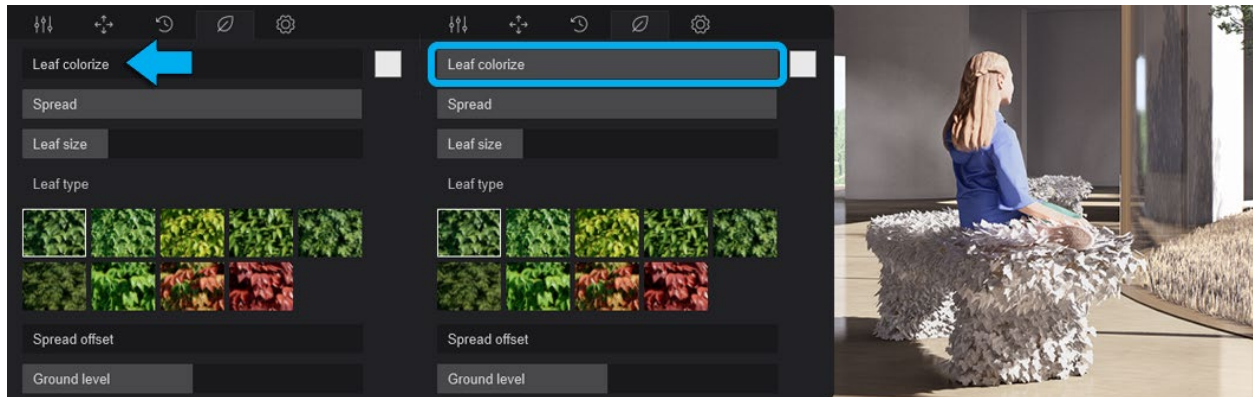 Leaf colorize
Spread
Leaf size
Leaf type
Spread offset
Ground level
Leaf colorize
Spread
Leaf size
Leaf type
Spread offset
Ground level